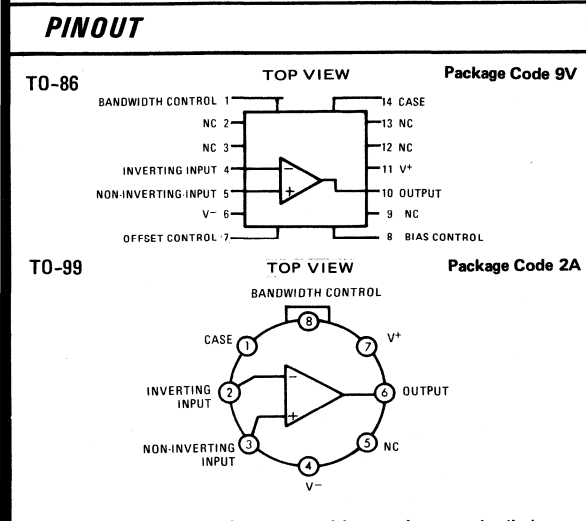 PINOUT
TO-86
TOP VIEW
Package Code 9V
BANDWIDTH CONTROL 1
14 CASE
NC 2
13 NC
NC 3
12 NC
INVERTING INPUT 4
11 V+
NON-INVERTING INPUT 5
10 OUTPUT
V− 6
9 NC
OFFSET CONTROL 7
8 BIAS CONTROL
− +
TO-99
TOP VIEW
Package Code 2A
BANDWIDTH CONTROL
8
CASE
1
7
V+
INVERTING
INPUT
2
−
6
OUTPUT
+
NON-INVERTING
INPUT
3
5
NC
4
V−